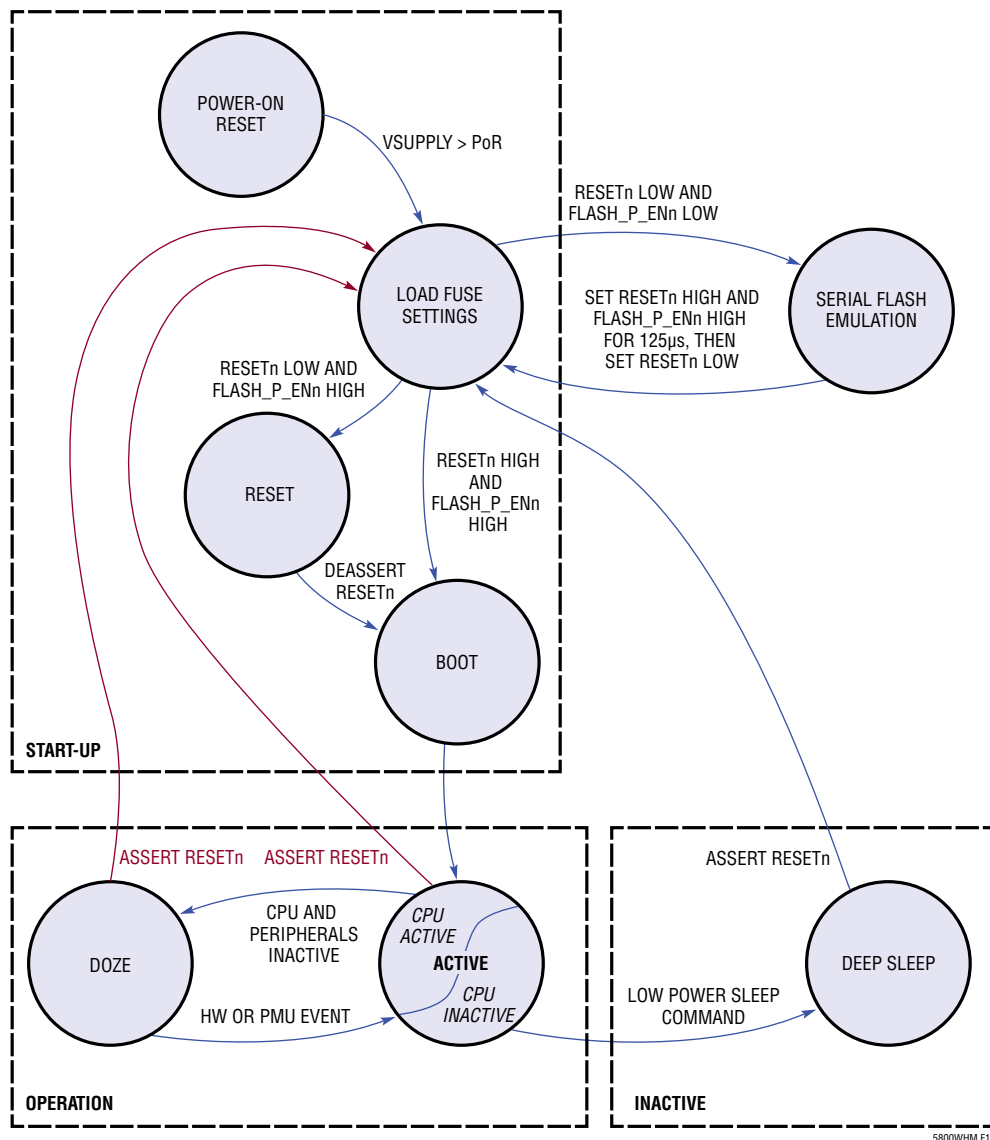 POWER-ON
RESET
VSUPPLY > PoR
RESETn LOW AND
FLASH_P_ENn LOW
LOAD FUSE
SETTINGS
SET RESETn HIGH AND
FLASH_P_ENn HIGH
FOR 125µs, THEN
SET RESETn LOW
SERIAL FLASH
EMULATION
RESETn LOW AND
FLASH_P_ENn HIGH
RESET
RESETn HIGH
AND
FLASH_P_ENn
HIGH
DEASSERT
RESETn
BOOT
START-UP
ASSERT RESETn
ASSERT RESETn
ASSERT RESETn
CPU AND
PERIPHERALS
INACTIVE
CPU
ACTIVE
ACTIVE
CPU
INACTIVE
DOZE
HW OR PMU EVENT
DEEP SLEEP
LOW POWER SLEEP
COMMAND
OPERATION
INACTIVE